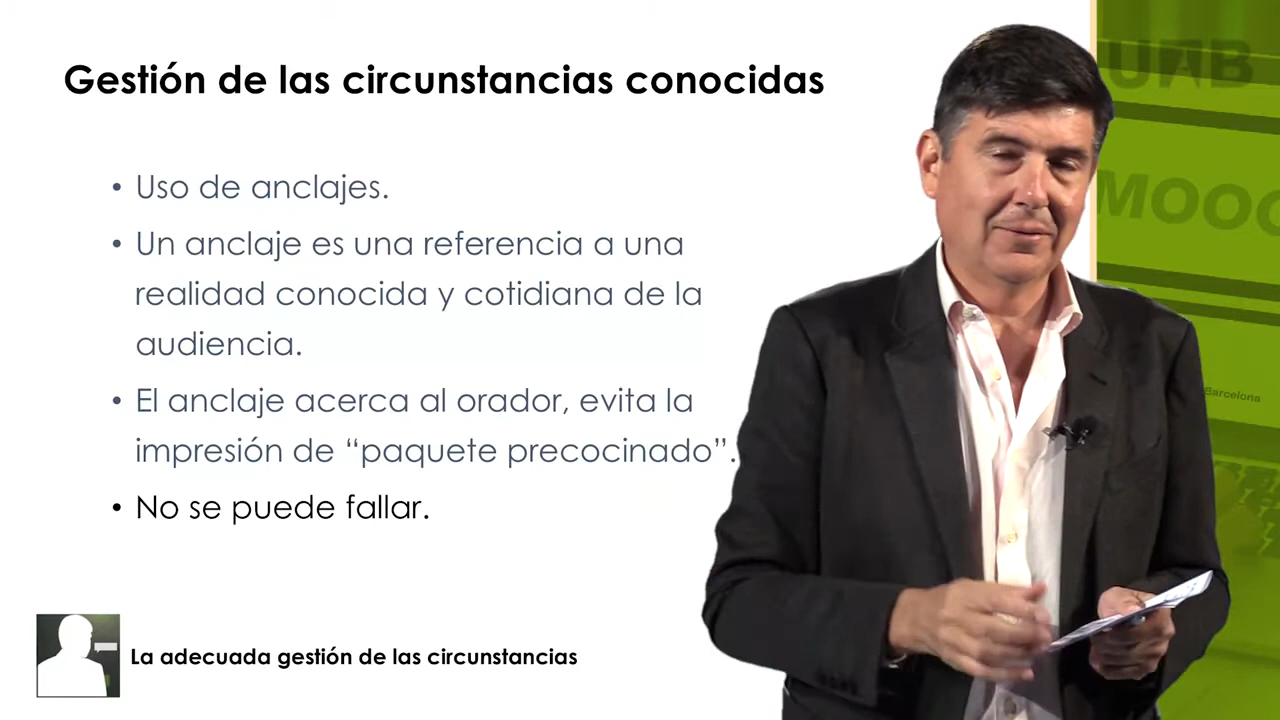 Gestión de las circunstancias conocidas
UAB
MOOC
• Uso de anclajes.
• Un anclaje es una referencia a una
realidad conocida y cotidiana de la
audiencia.
Barcelona
• El anclaje acerca al orador, evita la
impresión de “paquete precocinado”.
• No se puede fallar.
La adecuada gestión de las circunstancias